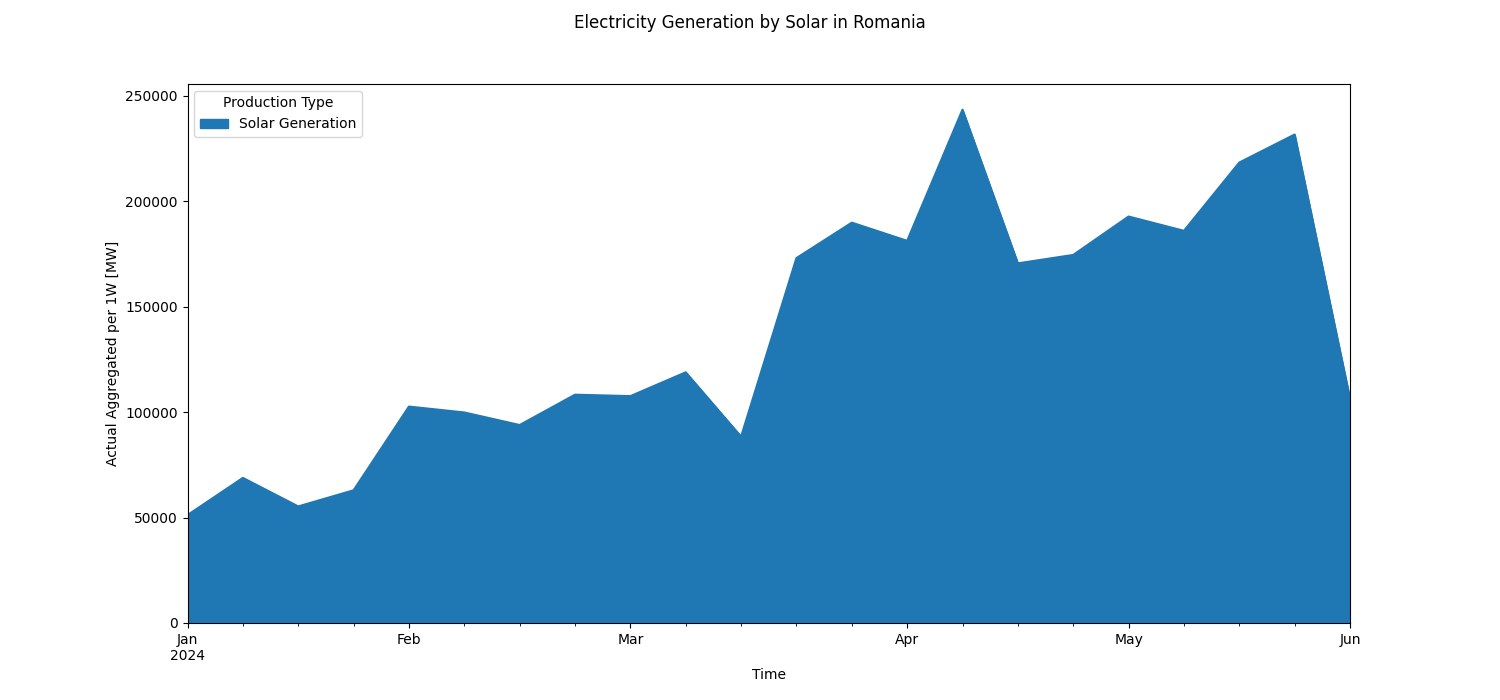 Electricity Generation by Solar in Romania
Production Type
Solar Generation
Actual Aggregated per 1W [MW]
250000
200000
150000
100000
50000
0
Jan Feb Mar Apr May Jun
2024
Time